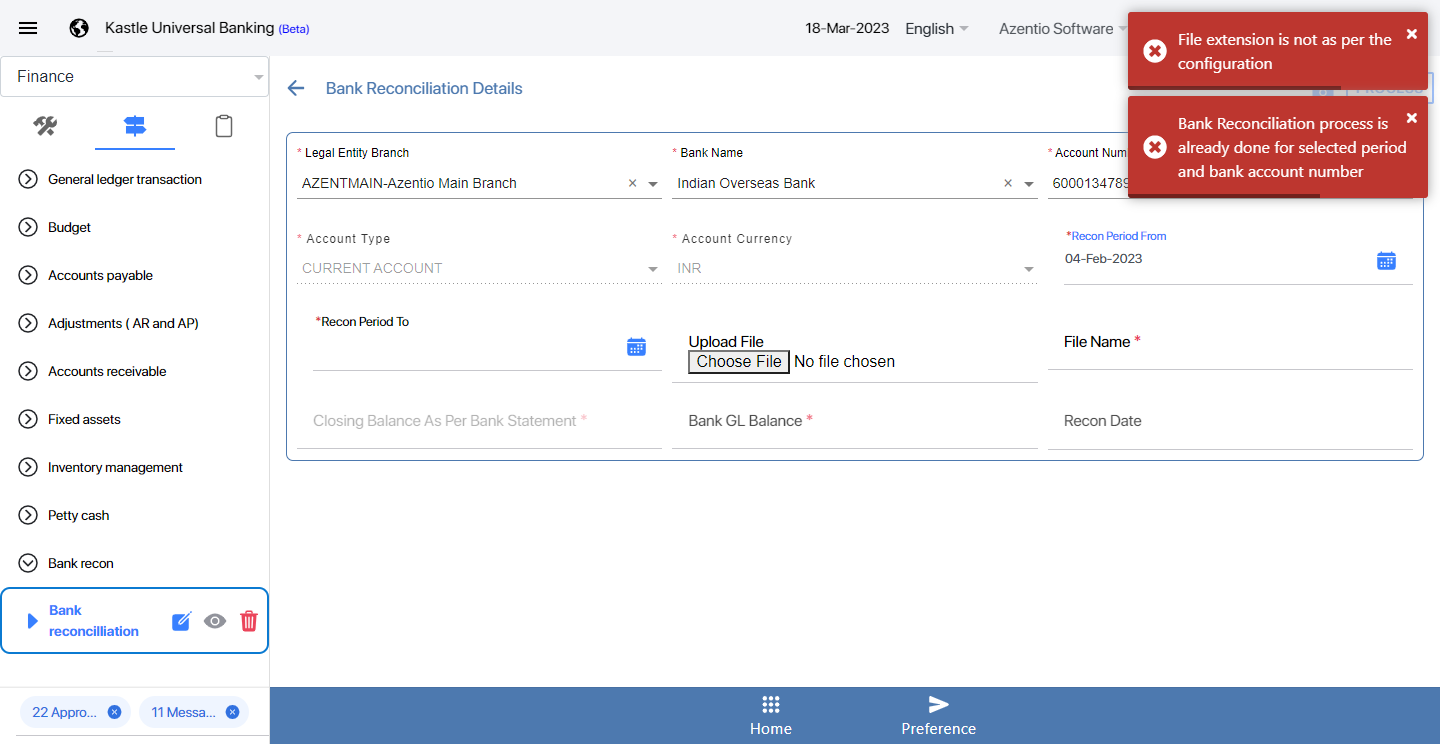 Kastle Universal Banking (Beta)
18-Mar-2023
English
Azentio Software
File extension is not as per the
configuration
Bank Reconciliation process is
already done for selected period
and bank account number
Finance
General ledger transaction
Budget
Accounts payable
Adjustments ( AR and AP)
Accounts receivable
Fixed assets
Inventory management
Petty cash
Bank recon
Bank
reconcilliation
22 Appro...
11 Messa...
Bank Reconciliation Details
* Legal Entity Branch
AZENTMAIN-Azentio Main Branch
* Bank Name
Indian Overseas Bank
* Account Num
6000134789
* Account Type
CURRENT ACCOUNT
* Account Currency
INR
*Recon Period From
04-Feb-2023
*Recon Period To
Upload File
Choose File No file chosen
File Name *
Closing Balance As Per Bank Statement *
Bank GL Balance *
Recon Date
Home
Preference